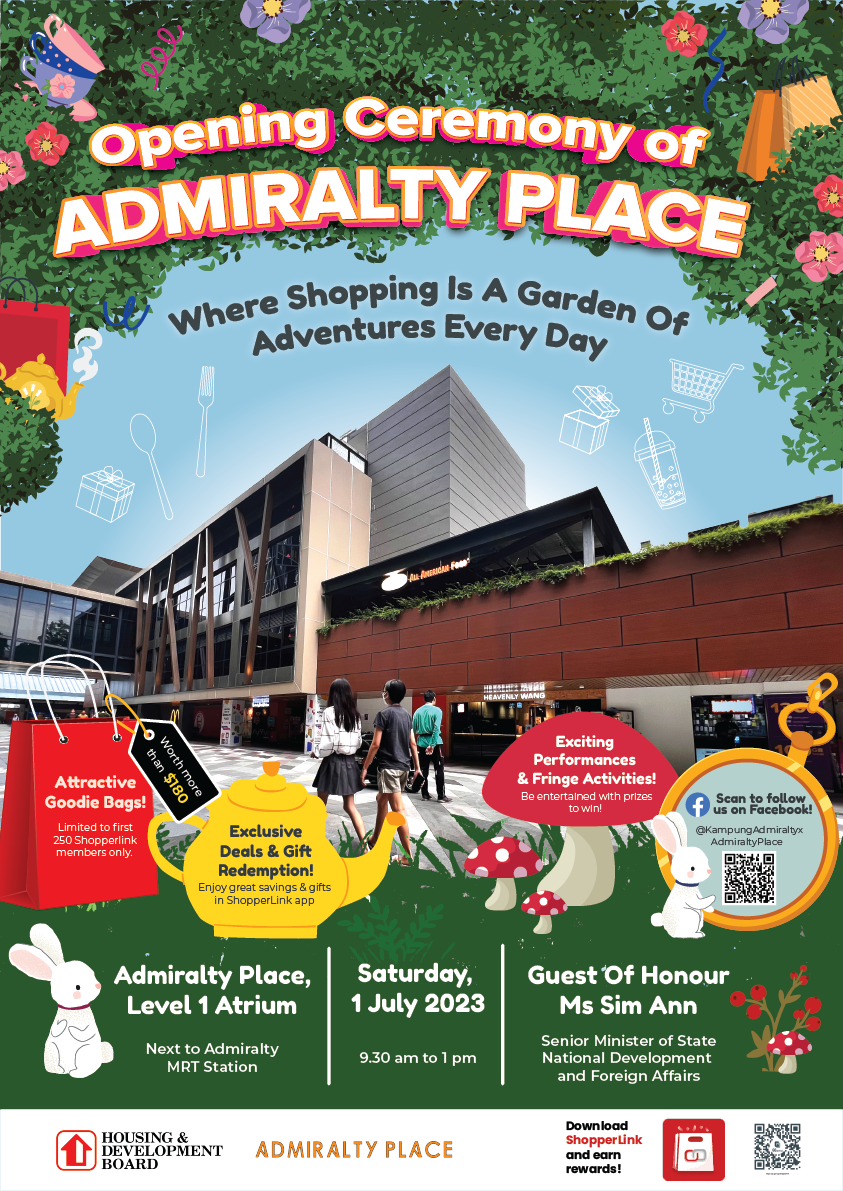 Opening Ceremony of
ADMIRALTY PLACE
Where Shopping Is A Garden Of
Adventures Every Day
ALL AMERICAN FOOD
HEAVENLY WANG
Attractive
Goodie Bags!
Limited to first
250 Shopperlink
members only.
Worth more
than $180
Exclusive
Deals & Gift
Redemption!
Enjoy great savings & gifts
in ShopperLink app
Exciting
Performances
& Fringe Activities!
Be entertained with prizes
to win!
Scan to follow
us on Facebook!
@KampungAdmiraltyx
AdmiraltyPlace
Admiralty Place,
Level 1 Atrium
Next to Admiralty
MRT Station
Saturday,
1 July 2023
9.30 am to 1 pm
Guest Of Honour
Ms Sim Ann
Senior Minister of State
National Development
and Foreign Affairs
HOUSING &
DEVELOPMENT
BOARD
ADMIRALTY PLACE
Download
ShopperLink
and earn
rewards!